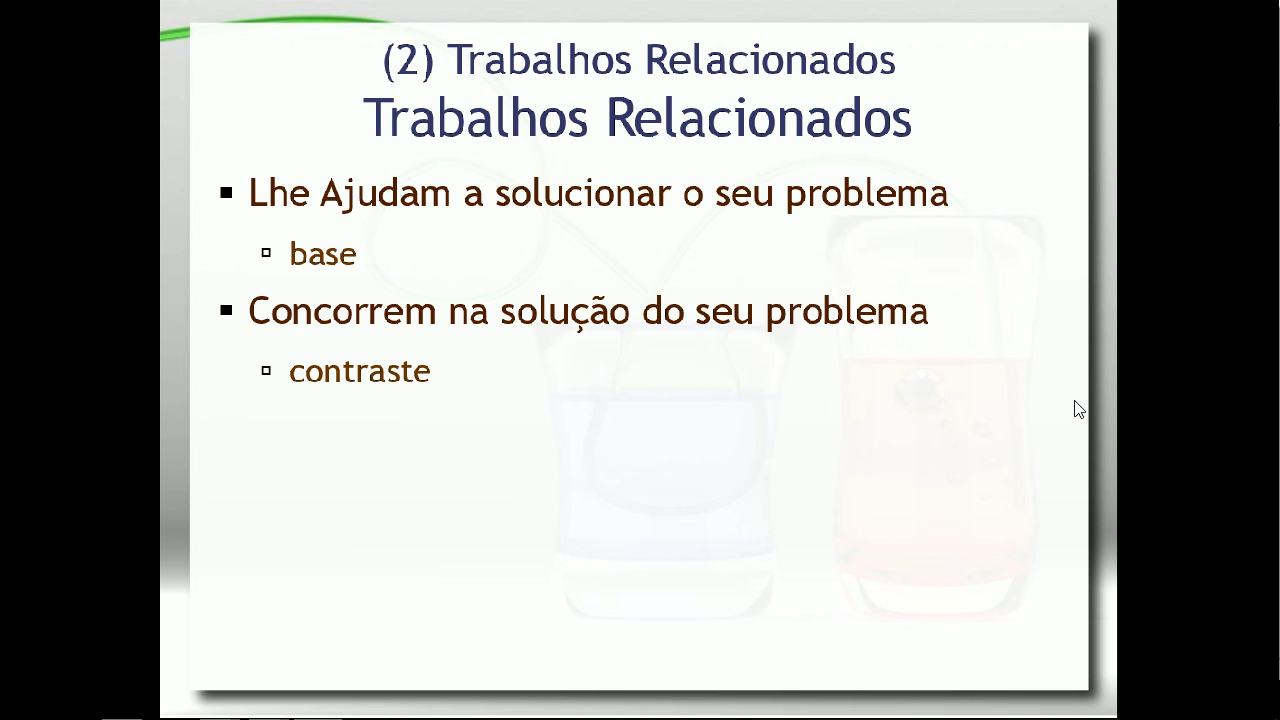 (2) Trabalhos Relacionados
Trabalhos Relacionados
Lhe Ajudam a solucionar o seu problema
base
Concorrem na solução do seu problema
contraste